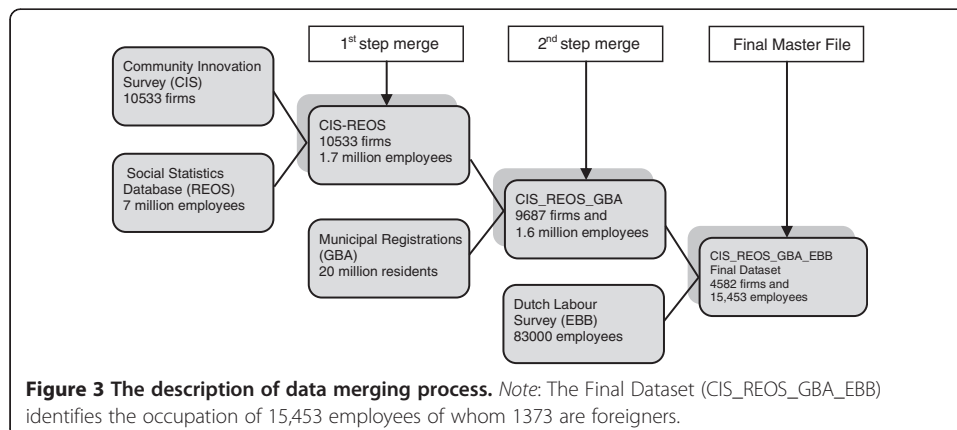 1st step merge
2nd step merge
Final Master File
Community Innovation
Survey (CIS)
10533 firms
CIS-REOS
10533 firms
1.7 million employees
Social Statistics
Database (REOS)
7 million employees
CIS_REOS_GBA
9687 firms and
1.6 million employees
Municipal Registrations
(GBA)
20 million residents
CIS_REOS_GBA_EBB
Final Dataset
4582 firms and
15,453 employees
Dutch Labour
Survey (EBB)
83000 employees
Figure 3 The description of data merging process. Note: The Final Dataset (CIS_REOS_GBA_EBB)
identifies the occupation of 15,453 employees of whom 1373 are foreigners.